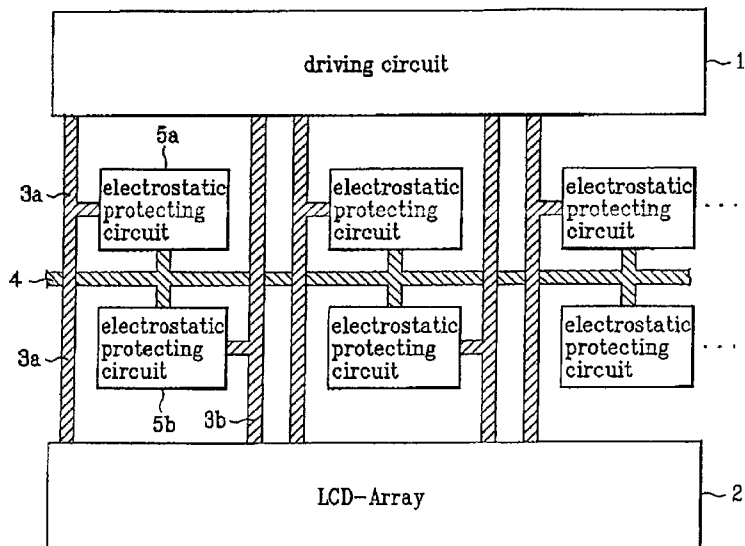 driving circuit
1
5a
3a
electrostatic
protecting
circuit
electrostatic
protecting
circuit
electrostatic
protecting
circuit
...
4
3a
electrostatic
protecting
circuit
electrostatic
protecting
circuit
electrostatic
protecting
circuit
...
5b
3b
LCD-Array
2